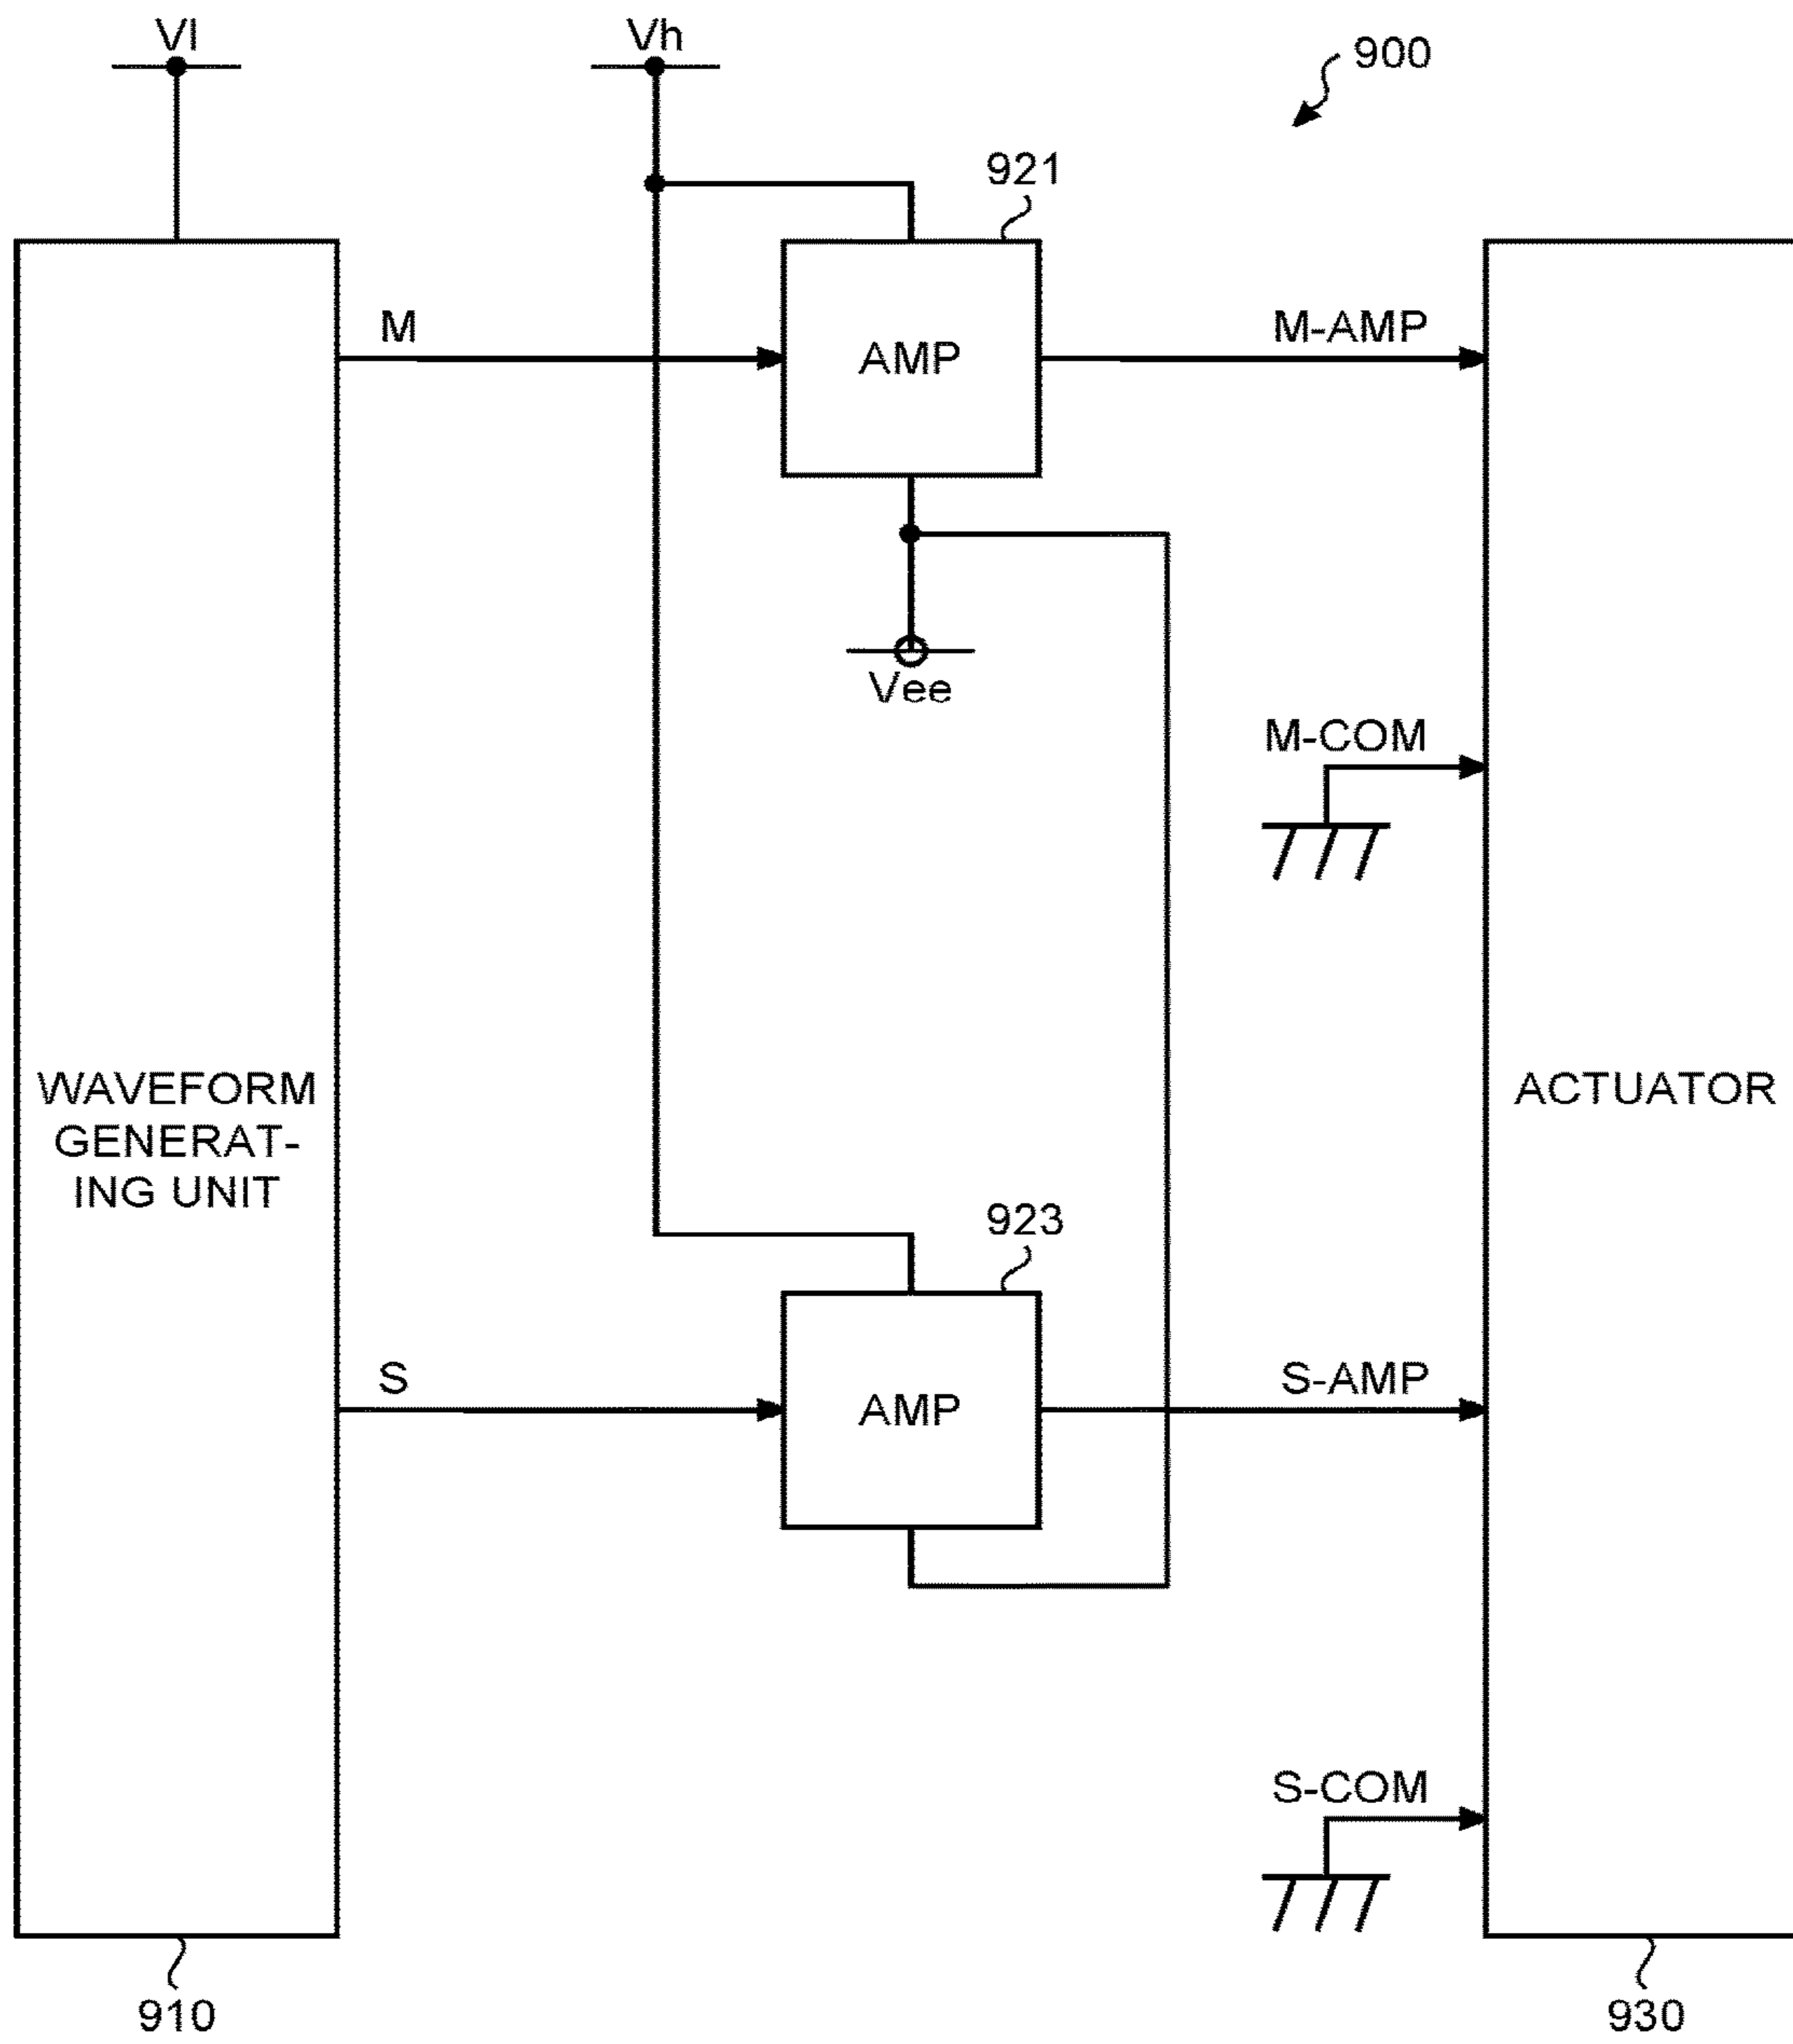 Vl
Vh
900
921
M
AMP
M-AMP
Vee
M-COM
WAVEFORM
GENERAT-
ING UNIT
ACTUATOR
923
S
AMP
S-AMP
S-COM
910
930